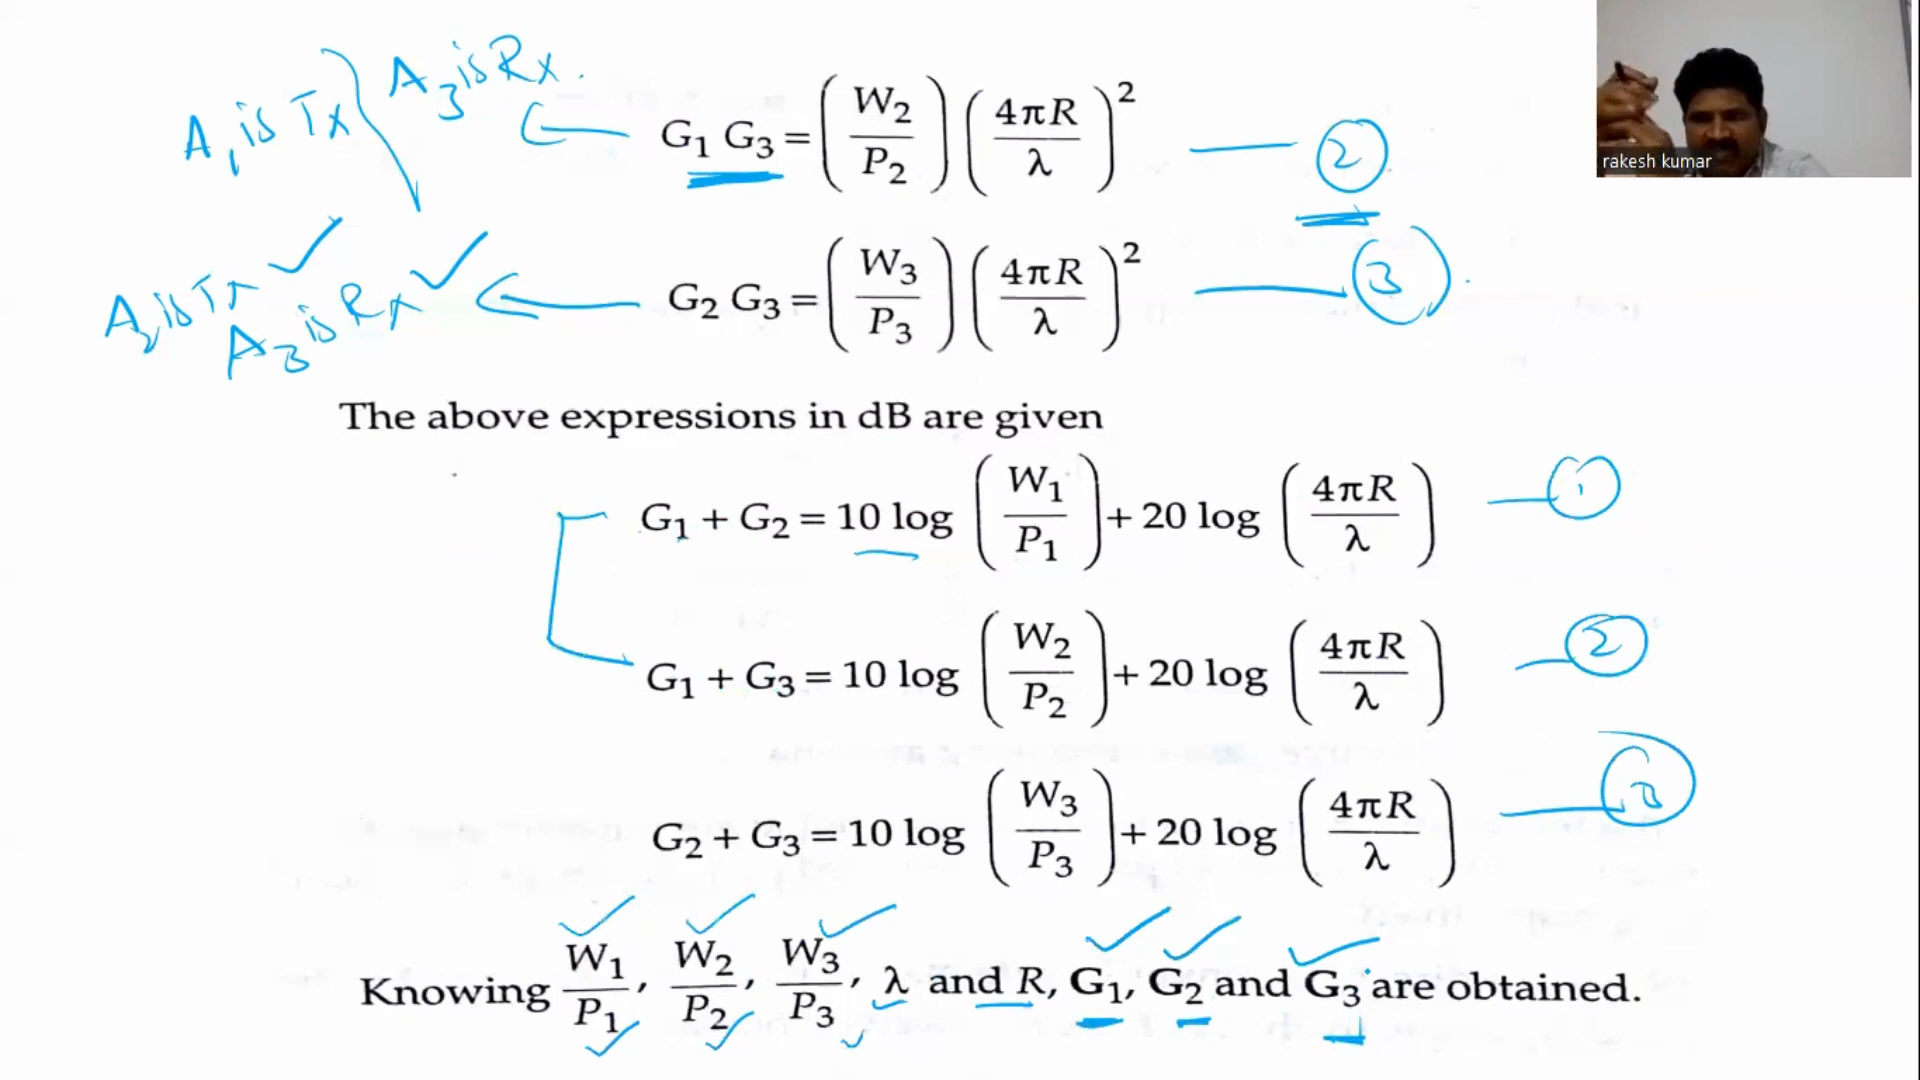 A₁ is Tx
A₃ is Rx.
G₁ G₃ = (W₂/P₂) (4πR/λ)² — 2
rakesh kumar
A₂ is Tx
A₃ is Rx
G₂ G₃ = (W₃/P₃) (4πR/λ)² — 3
The above expressions in dB are given
G₁ + G₂ = 10 log (W₁/P₁) + 20 log (4πR/λ) — 1
G₁ + G₃ = 10 log (W₂/P₂) + 20 log (4πR/λ) — 2
G₂ + G₃ = 10 log (W₃/P₃) + 20 log (4πR/λ) — 3
Knowing W₁/P₁, W₂/P₂, W₃/P₃, λ and R, G₁, G₂ and G₃ are obtained.